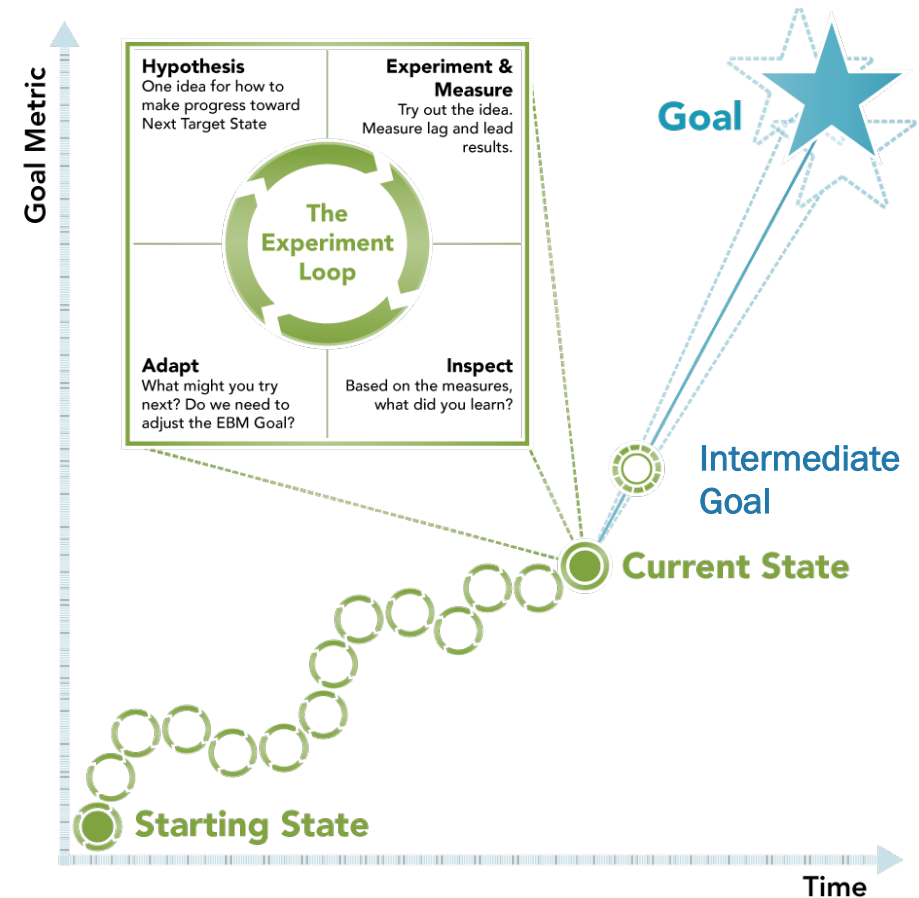 Goal Metric
Hypothesis
One idea for how to
make progress toward
Next Target State
Experiment &
Measure
Try out the idea.
Measure lag and lead
results.
The
Experiment
Loop
Adapt
What might you try
next? Do we need to
adjust the EBM Goal?
Inspect
Based on the measures,
what did you learn?
Goal
Intermediate
Goal
Current State
Starting State
Time